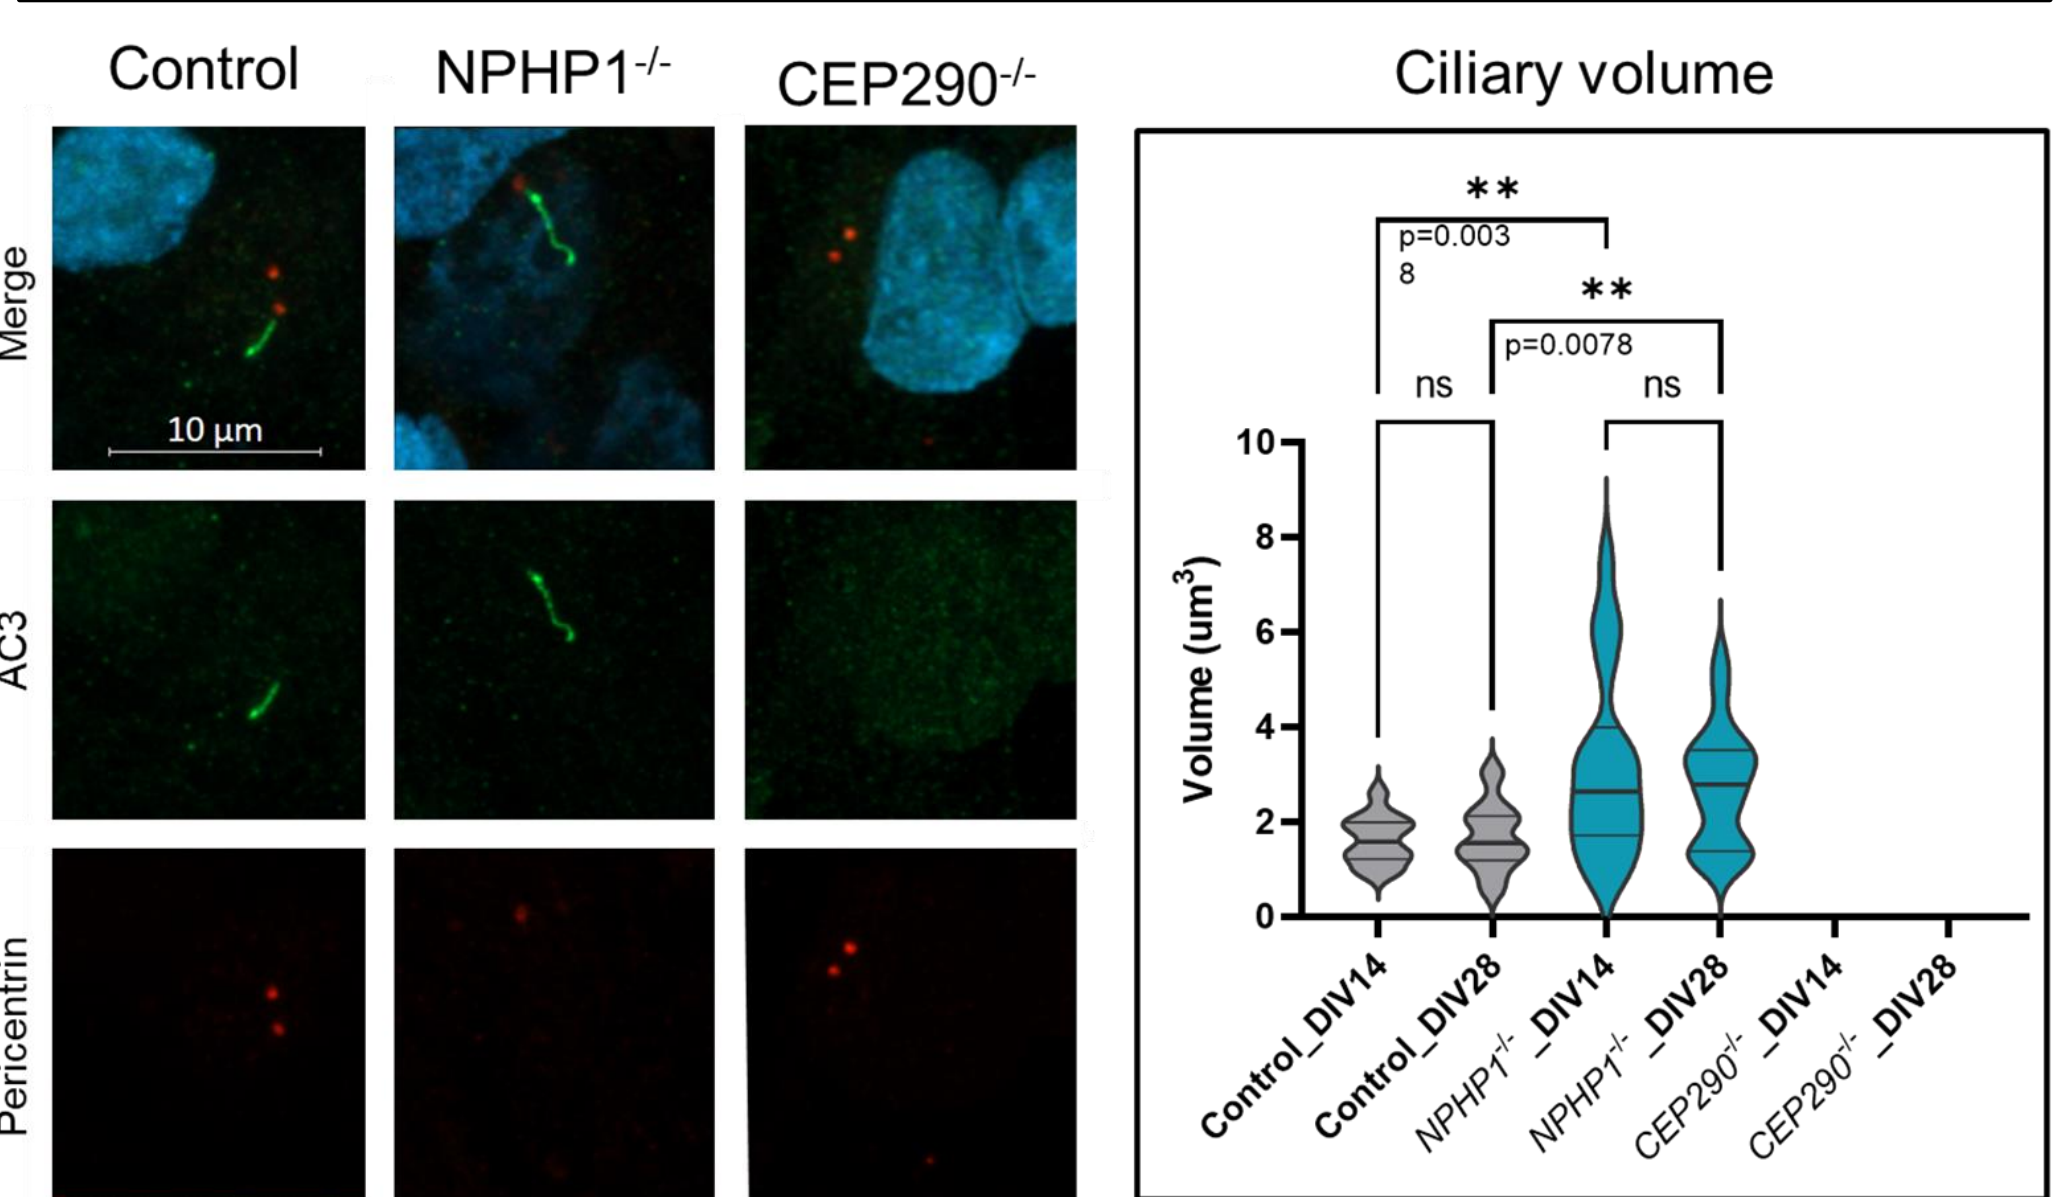 Control
NPHP1-/-
CEP290-/-
Ciliary volume
Merge
10 µm
AC3
Pericentrin
**
p=0.003
8
**
p=0.0078
ns
ns
Volume (um³)
10
8
6
4
2
0
Control_DIV14
Control_DIV28
NPHP1-/- _DIV14
NPHP1-/- _DIV28
CEP290-/- _DIV14
CEP290-/- _DIV28